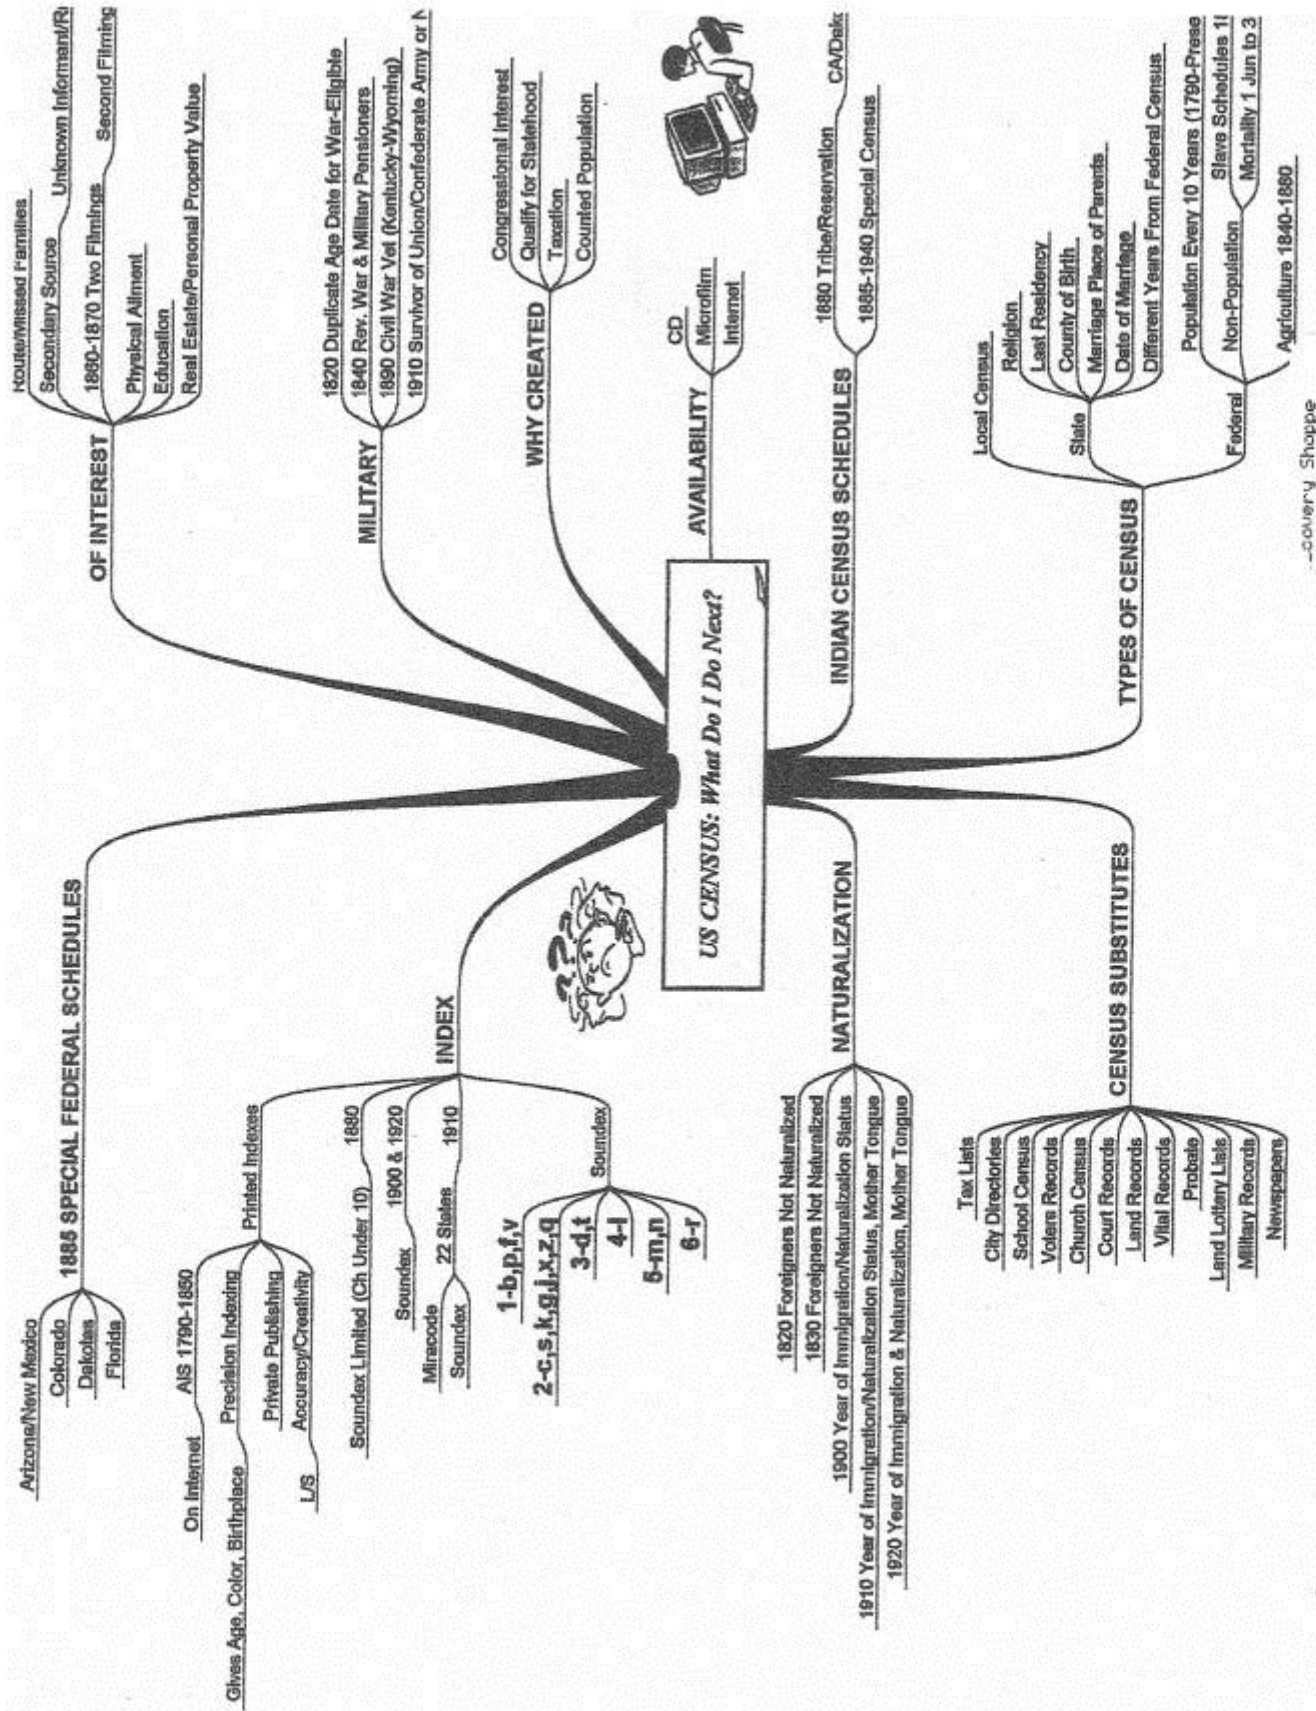 US CENSUS: What Do I Do Next?
1885 SPECIAL FEDERAL SCHEDULES
Arizona/New Mexico
Colorado
Dakotas
Florida
INDEX
Printed Indexes
AIS 1790-1850
On Internet
Precision Indexing
Gives Age, Color, Birthplace
Private Publishing
Accuracy/Creativity
L/S
1880
Soundex Limited (Ch Under 10)
1900 & 1920
Soundex
1910
22 States
Miracode
Soundex
Soundex
1-b,p,f,v
2-c,s,k,g,j,x,z,q
3-d,t
4-l
5-m,n
6-r
NATURALIZATION
1820 Foreigners Not Naturalized
1830 Foreigners Not Naturalized
1900 Year of Immigration/Naturalization Status
1910 Year of Immigration/Naturalization Status, Mother Tongue
1920 Year of Immigration & Naturalization, Mother Tongue
CENSUS SUBSTITUTES
Tax Lists
City Directories
School Census
Voters Records
Church Census
Court Records
Land Records
Vital Records
Probate
Land Lottery Lists
Military Records
Newspapers
OF INTEREST
Route/Missed Families
Secondary Source
Unknown Informant/R
1860-1870 Two Filmings
Second Filming
Physical Ailment
Education
Real Estate/Personal Property Value
MILITARY
1820 Duplicate Age Date for War-Eligible
1840 Rev. War & Military Pensioners
1890 Civil War Vet (Kentucky-Wyoming)
1910 Survivor of Union/Confederate Army or N
WHY CREATED
Congressional Interest
Qualify for Statehood
Taxation
Counted Population
AVAILABILITY
CD
Microfilm
Internet
INDIAN CENSUS SCHEDULES
1880 Tribe/Reservation
CA/Dako
1885-1940 Special Census
TYPES OF CENSUS
Local Census
State
Religion
Last Residency
County of Birth
Marriage Place of Parents
Date of Marriage
Different Years From Federal Census
Federal
Population Every 10 Years (1790-Prese
Non-Population
Slave Schedules 18
Mortality 1 Jun to 3
Agriculture 1840-1880
Shoppe